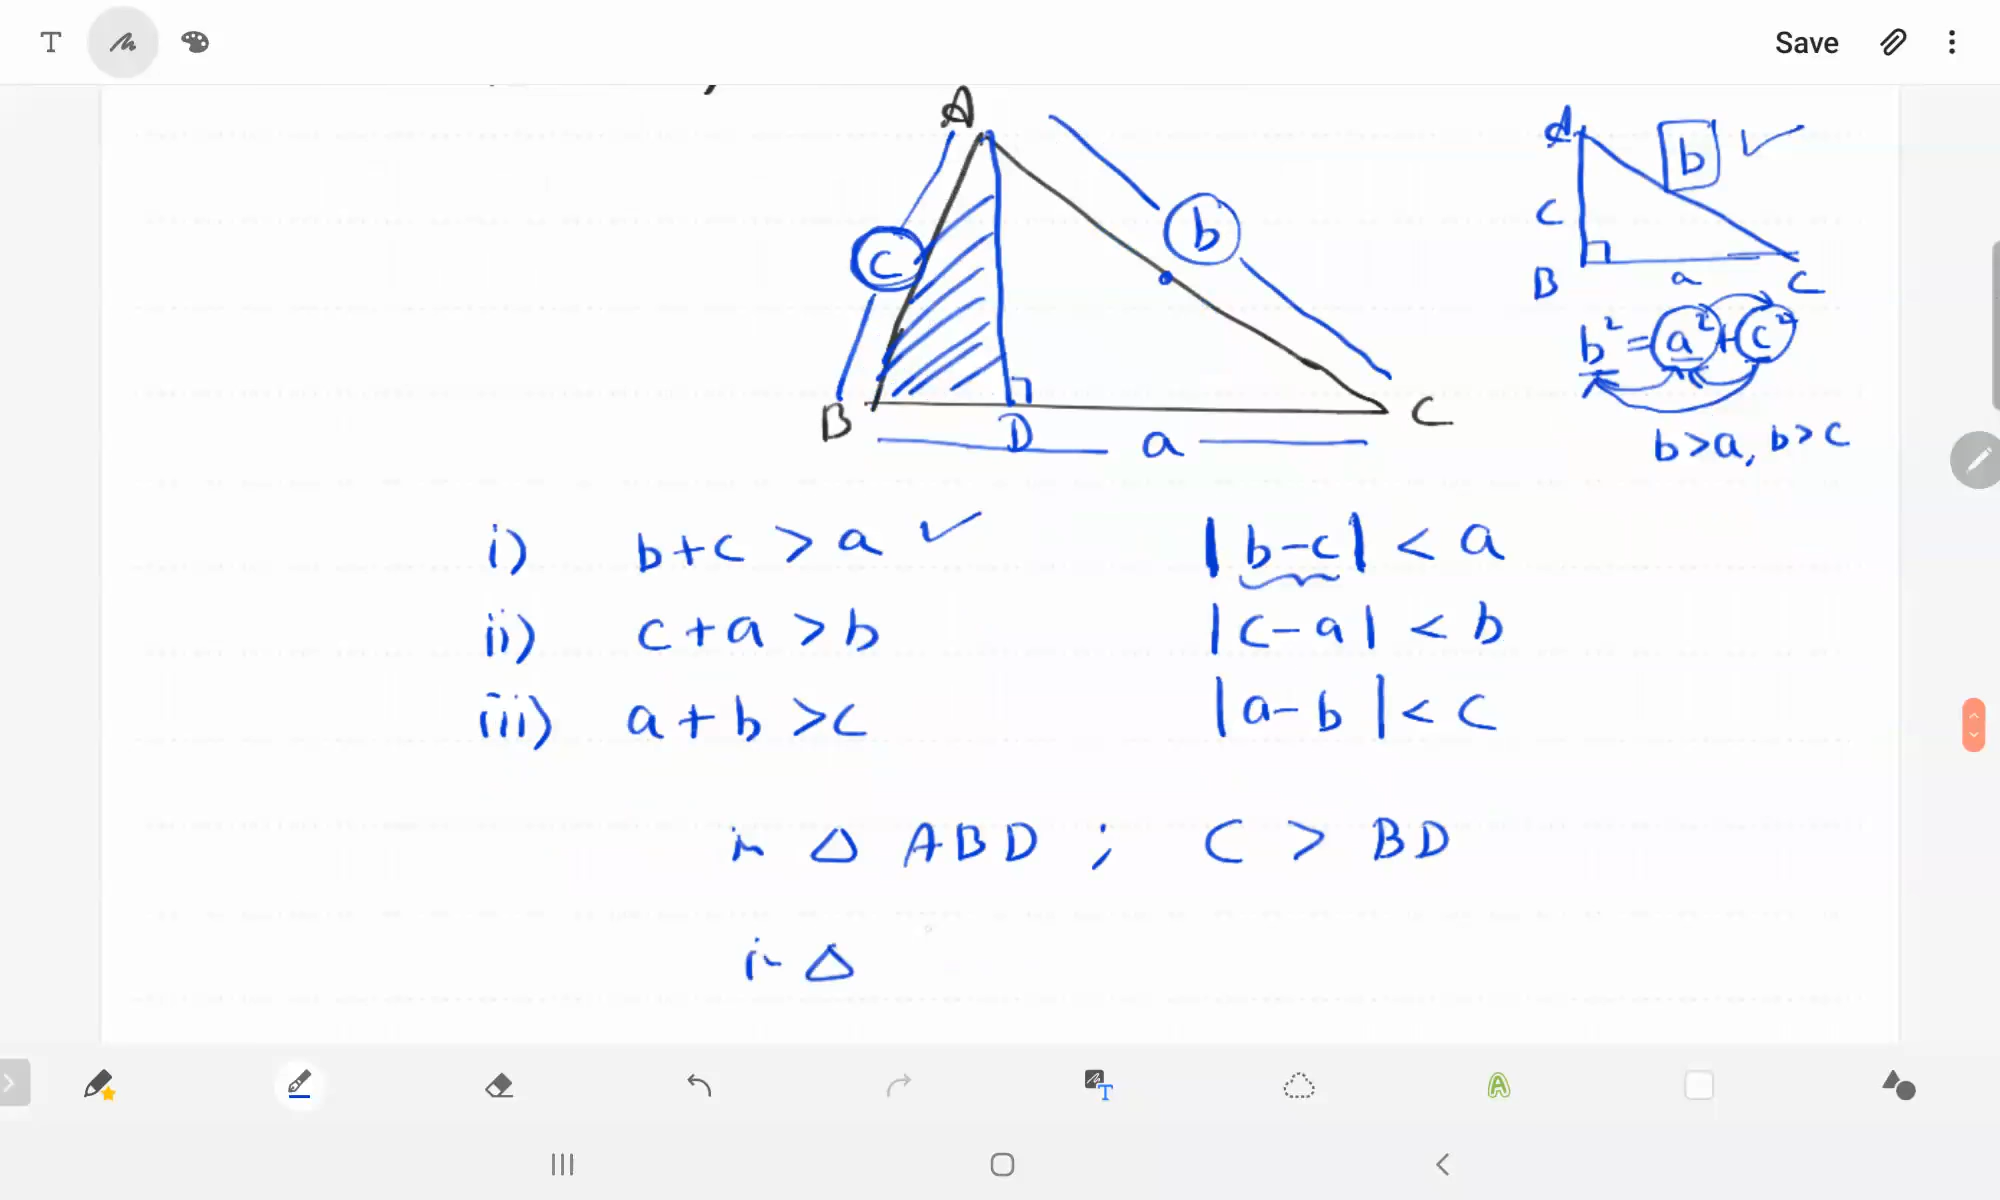 Save
A
c
b
B
D
C
a
A
b
C
B
a
C
b² = a² + c²
b > a, b > c
i) b + c > a |b - c| < a
ii) c + a > b |c - a| < b
iii) a + b > c |a - b| < c
in Δ ABD ; C > BD
in Δ